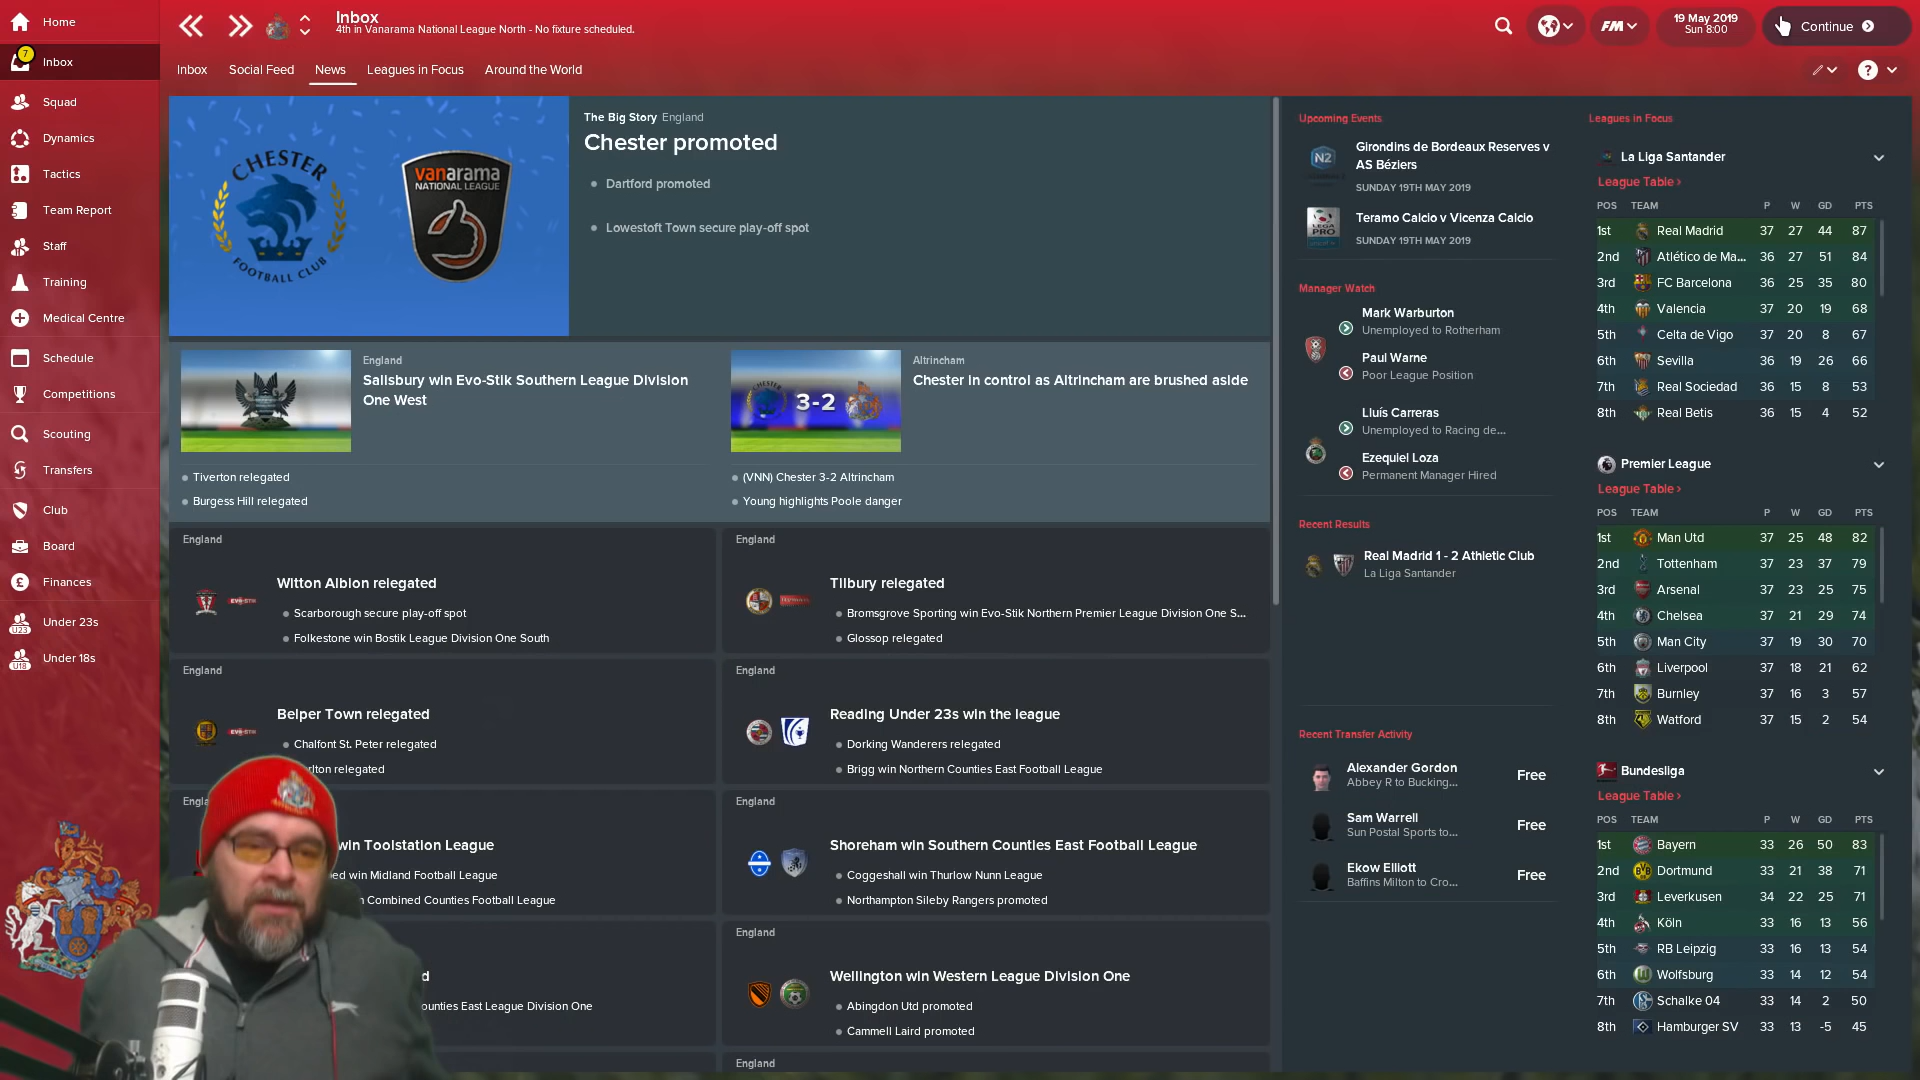 Home
7
Inbox
Squad
Dynamics
Tactics
Team Report
Staff
Training
Medical Centre
Schedule
Competitions
Scouting
Transfers
Club
Board
Finances
U23
Under 23s
U18
Under 18s
Inbox
4th in Vanarama National League North - No fixture scheduled.
FM
19 May 2019
Sun 8:00
Continue
Inbox
Social Feed
News
Leagues in Focus
Around the World
?
CHESTER
FOOTBALL CLUB
vanarama
NATIONAL LEAGUE
The Big Story England
Chester promoted
Dartford promoted
Lowestoft Town secure play-off spot
England
Salisbury win Evo-Stik Southern League Division
One West
Tiverton relegated
Burgess Hill relegated
3-2
Altrincham
Chester in control as Altrincham are brushed aside
(VNN) Chester 3-2 Altrincham
Young highlights Poole danger
England
Witton Albion relegated
Scarborough secure play-off spot
Folkestone win Bostik League Division One South
England
Tilbury relegated
Bromsgrove Sporting win Evo-Stik Northern Premier League Division One S...
Glossop relegated
England
Belper Town relegated
Chalfont St. Peter relegated
relegated
England
Reading Under 23s win the league
Dorking Wanderers relegated
Brigg win Northern Counties East Football League
win Toolstation League
win Midland Football League
Combined Counties Football League
England
Shoreham win Southern Counties East Football League
Coggeshall win Thurlow Nunn League
Northampton Sileby Rangers promoted
East League Division One
England
Wellington win Western League Division One
Abingdon Utd promoted
Cammell Laird promoted
England
Upcoming Events
N2
Girondins de Bordeaux Reserves v
AS Béziers
SUNDAY 19TH MAY 2019
LEGA
PRO
Teramo Calcio v Vicenza Calcio
SUNDAY 19TH MAY 2019
Manager Watch
Mark Warburton
Unemployed to Rotherham
Paul Warne
Poor League Position
Lluís Carreras
Unemployed to Racing de...
Ezequiel Loza
Permanent Manager Hired
Recent Results
Real Madrid 1 - 2 Athletic Club
La Liga Santander
Recent Transfer Activity
Alexander Gordon
Abbey R to Bucking...
Free
Sam Warrell
Sun Postal Sports to...
Free
Ekow Elliott
Baffins Milton to Cro...
Free
Leagues in Focus
La Liga Santander
League Table >
POS TEAM P W GD PTS
1st Real Madrid 37 27 44 87
2nd Atlético de Ma... 36 27 51 84
3rd FC Barcelona 36 25 35 80
4th Valencia 37 20 19 68
5th Celta de Vigo 37 20 8 67
6th Sevilla 36 19 26 66
7th Real Sociedad 36 15 8 53
8th Real Betis 36 15 4 52
Premier League
League Table >
POS TEAM P W GD PTS
1st Man Utd 37 25 48 82
2nd Tottenham 37 23 37 79
3rd Arsenal 37 23 25 75
4th Chelsea 37 21 29 74
5th Man City 37 19 30 70
6th Liverpool 37 18 21 62
7th Burnley 37 16 3 57
8th Watford 37 15 2 54
Bundesliga
League Table >
POS TEAM P W GD PTS
1st Bayern 33 26 50 83
2nd Dortmund 33 21 38 71
3rd Leverkusen 34 22 25 71
4th Köln 33 16 13 56
5th RB Leipzig 33 16 13 54
6th Wolfsburg 33 14 12 54
7th Schalke 04 33 14 2 50
8th Hamburger SV 33 13 -5 45